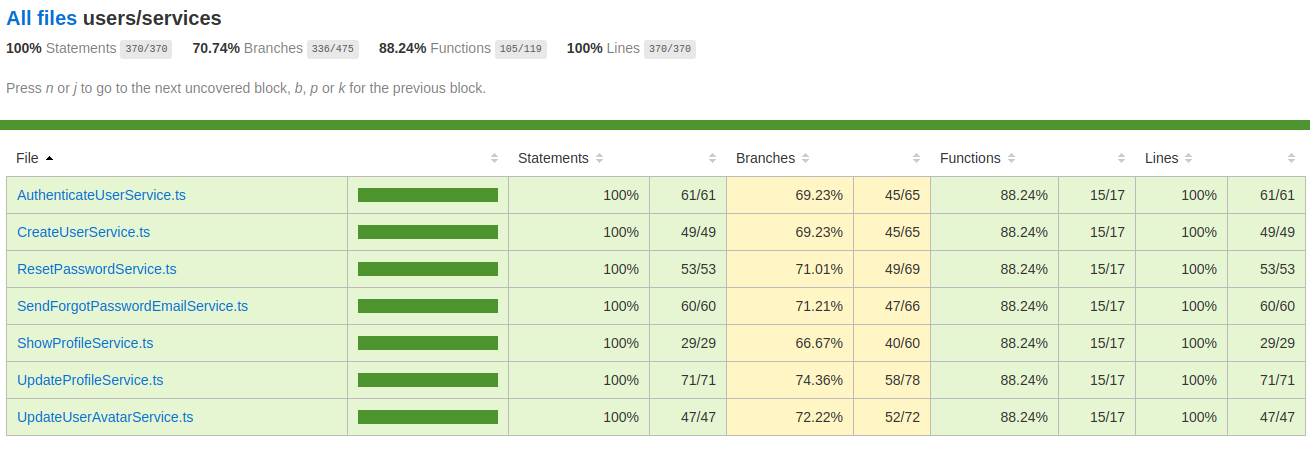 All files users/services
100% Statements 370/370 70.74% Branches 336/475 88.24% Functions 105/119 100% Lines 370/370
Press n or j to go to the next uncovered block, b, p or k for the previous block.
File Statements Branches Functions Lines
AuthenticateUserService.ts 100% 61/61 69.23% 45/65 88.24% 15/17 100% 61/61
CreateUserService.ts 100% 49/49 69.23% 45/65 88.24% 15/17 100% 49/49
ResetPasswordService.ts 100% 53/53 71.01% 49/69 88.24% 15/17 100% 53/53
SendForgotPasswordEmailService.ts 100% 60/60 71.21% 47/66 88.24% 15/17 100% 60/60
ShowProfileService.ts 100% 29/29 66.67% 40/60 88.24% 15/17 100% 29/29
UpdateProfileService.ts 100% 71/71 74.36% 58/78 88.24% 15/17 100% 71/71
UpdateUserAvatarService.ts 100% 47/47 72.22% 52/72 88.24% 15/17 100% 47/47